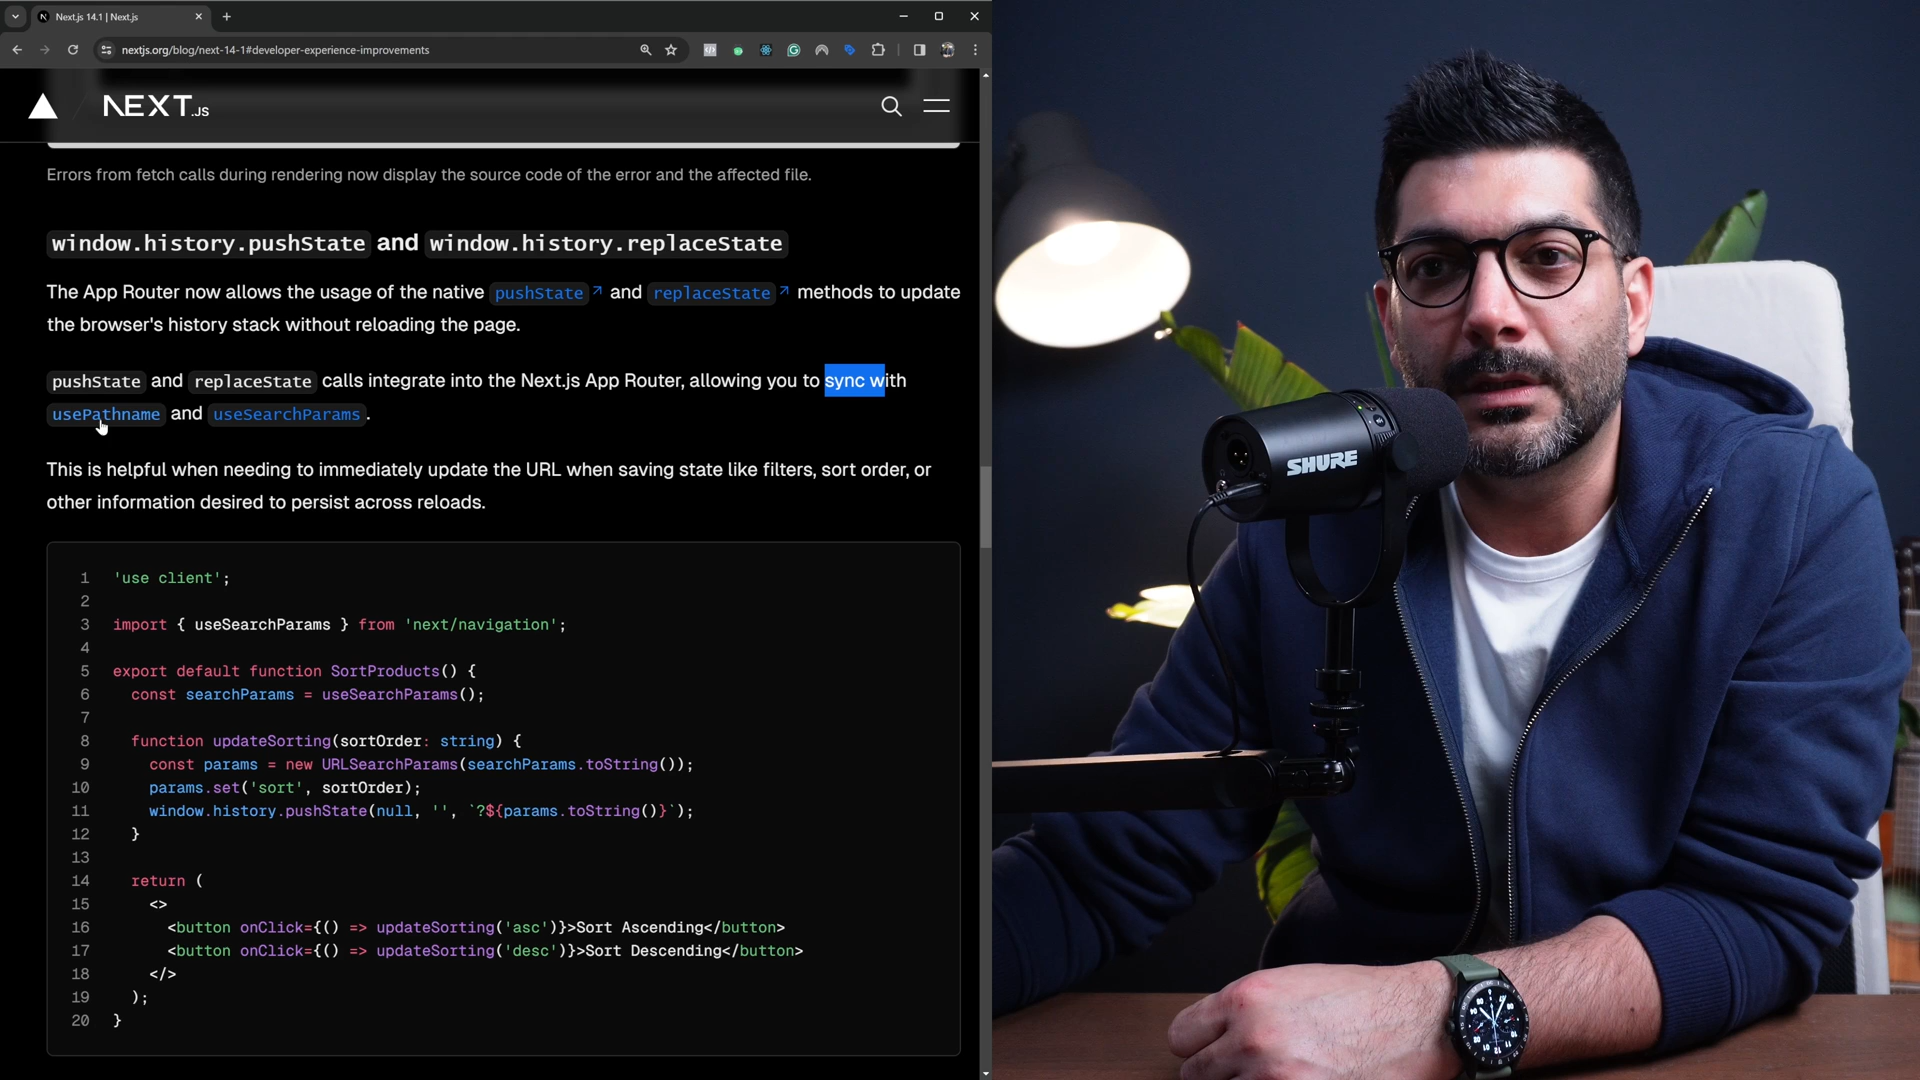 Next.js 14.1 | Next.js
nextjs.org/blog/next-14-1#developer-experience-improvements
NEXT.JS
Errors from fetch calls during rendering now display the source code of the error and the affected file.
window.history.pushState and window.history.replaceState
The App Router now allows the usage of the native pushState ↗ and replaceState ↗ methods to update
the browser's history stack without reloading the page.
pushState and replaceState calls integrate into the Next.js App Router, allowing you to sync with
usePathname and useSearchParams.
This is helpful when needing to immediately update the URL when saving state like filters, sort order, or
other information desired to persist across reloads.
1 'use client';
2
3 import { useSearchParams } from 'next/navigation';
4
5 export default function SortProducts() {
6 const searchParams = useSearchParams();
7
8 function updateSorting(sortOrder: string) {
9 const params = new URLSearchParams(searchParams.toString());
10 params.set('sort', sortOrder);
11 window.history.pushState(null, '', `?${params.toString()}`);
12 }
13
14 return (
15 <>
16 <button onClick={() => updateSorting('asc')}>Sort Ascending</button>
17 <button onClick={() => updateSorting('desc')}>Sort Descending</button>
18 </>
19 );
20 }
SHURE